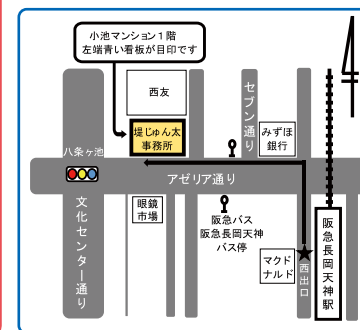 小池マンション1階
左端青い看板が目印です
西友
セブン通り
みずほ
銀行
堤じゅん太
事務所
八条ヶ池
アゼリア通り
文化センター通り
眼鏡
市場
阪急バス
阪急長岡天神
バス停
マクド
ナルド
西出口
阪急長岡天神駅